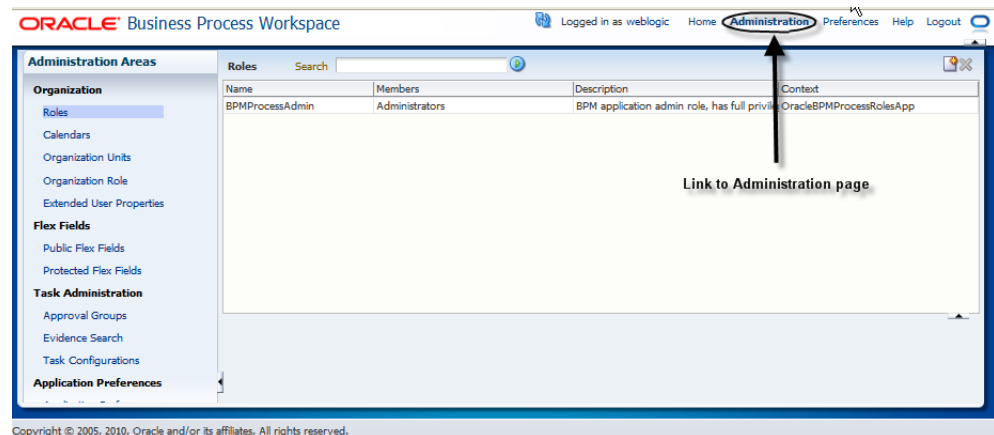 ORACLE Business Process Workspace
Logged in as weblogic Home Administration Preferences Help Logout
Administration Areas
Organization
Roles
Calendars
Organization Units
Organization Role
Extended User Properties
Flex Fields
Public Flex Fields
Protected Flex Fields
Task Administration
Approval Groups
Evidence Search
Task Configurations
Application Preferences
Roles Search
Name Members Description Context
BPMProcessAdmin Administrators BPM application admin role, has full privile OracleBPMProcessRolesApp
Link to Administration page
Copyright © 2005, 2010, Oracle and/or its affiliates. All rights reserved.